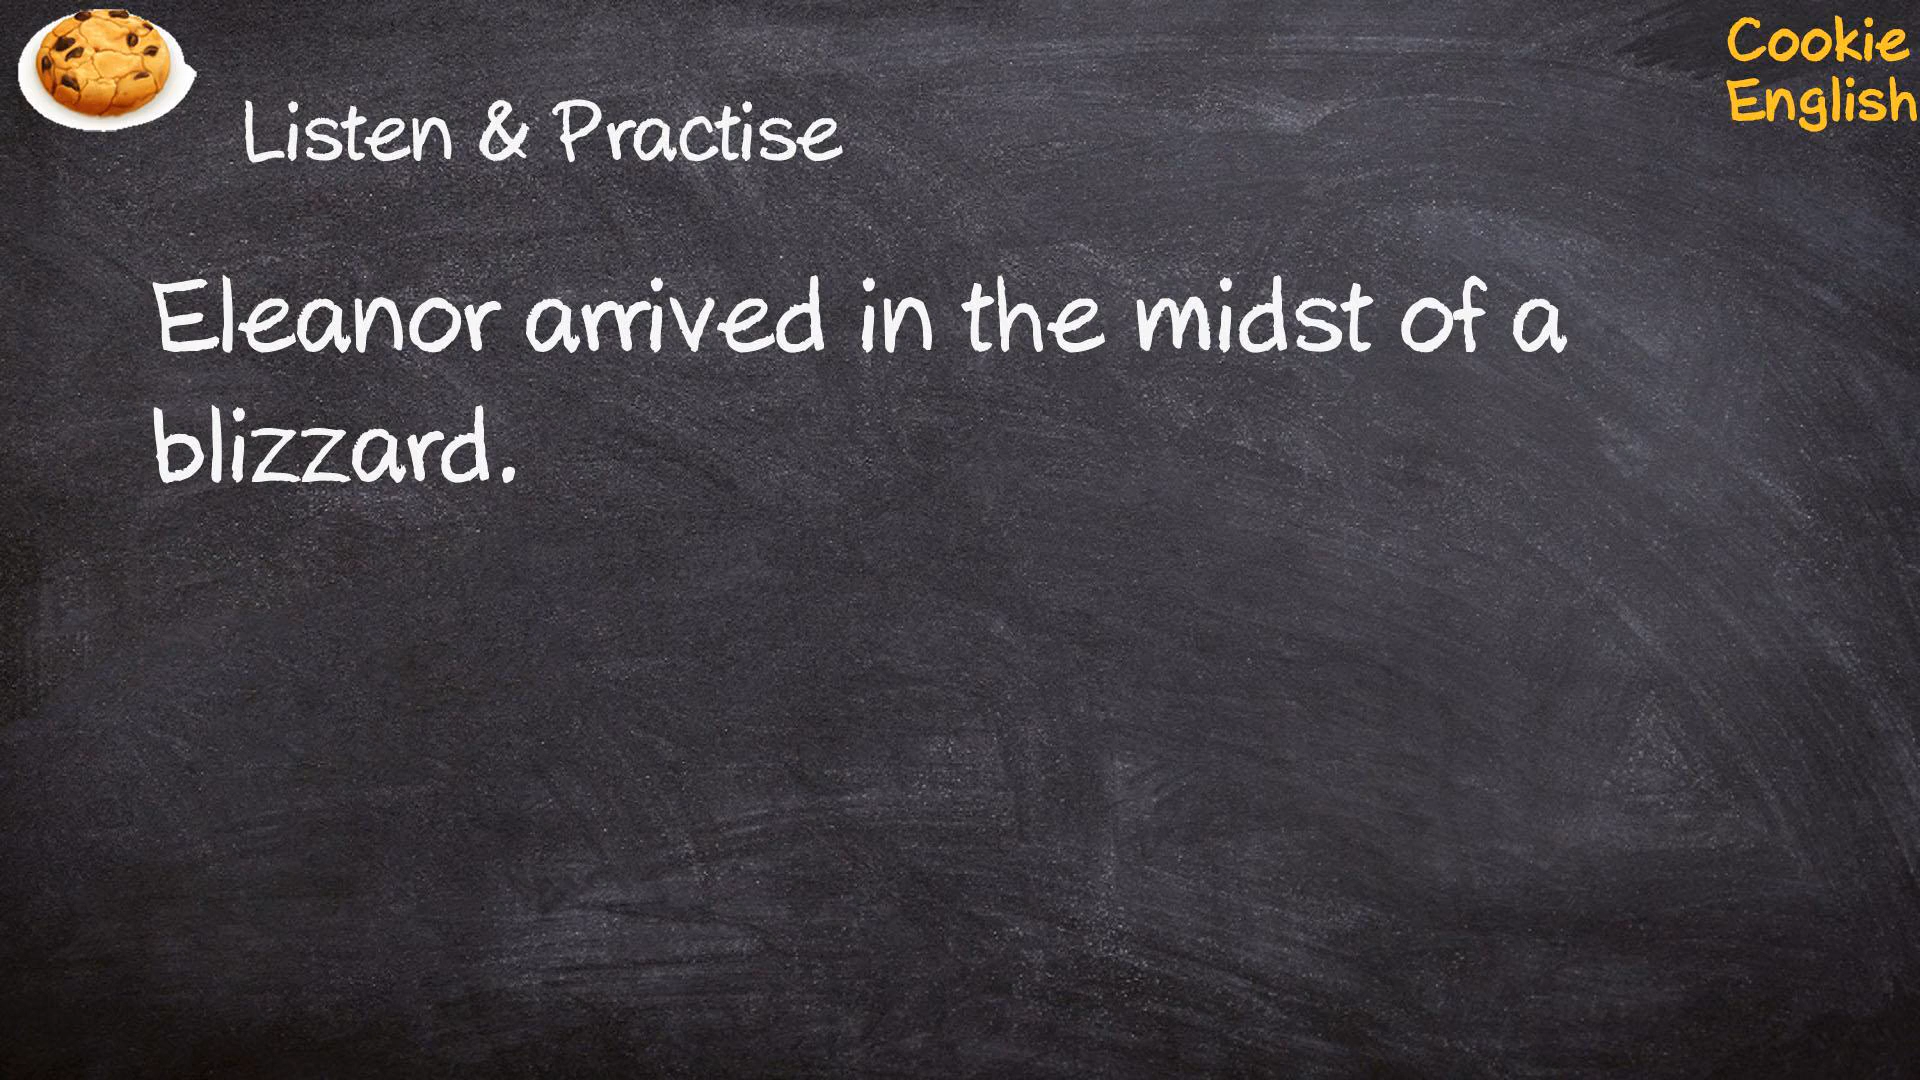 Cookie
English
Listen & Practise
Eleanor arrived in the midst of a
blizzard.